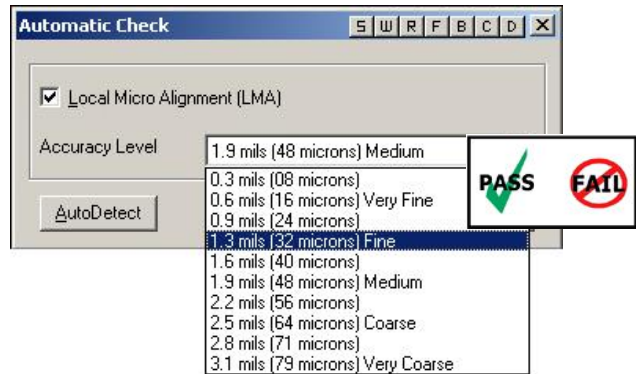 Automatic Check S W R F B C D X
Local Micro Alignment (LMA)
Accuracy Level 1.9 mils (48 microns) Medium
PASS FAIL
0.3 mils (08 microns)
0.6 mils (16 microns) Very Fine
AutoDetect
0.9 mils (24 microns)
1.3 mils (32 microns) Fine
1.6 mils (40 microns)
1.9 mils (48 microns) Medium
2.2 mils (56 microns)
2.5 mils (64 microns) Coarse
2.8 mils (71 microns)
3.1 mils (79 microns) Very Coarse